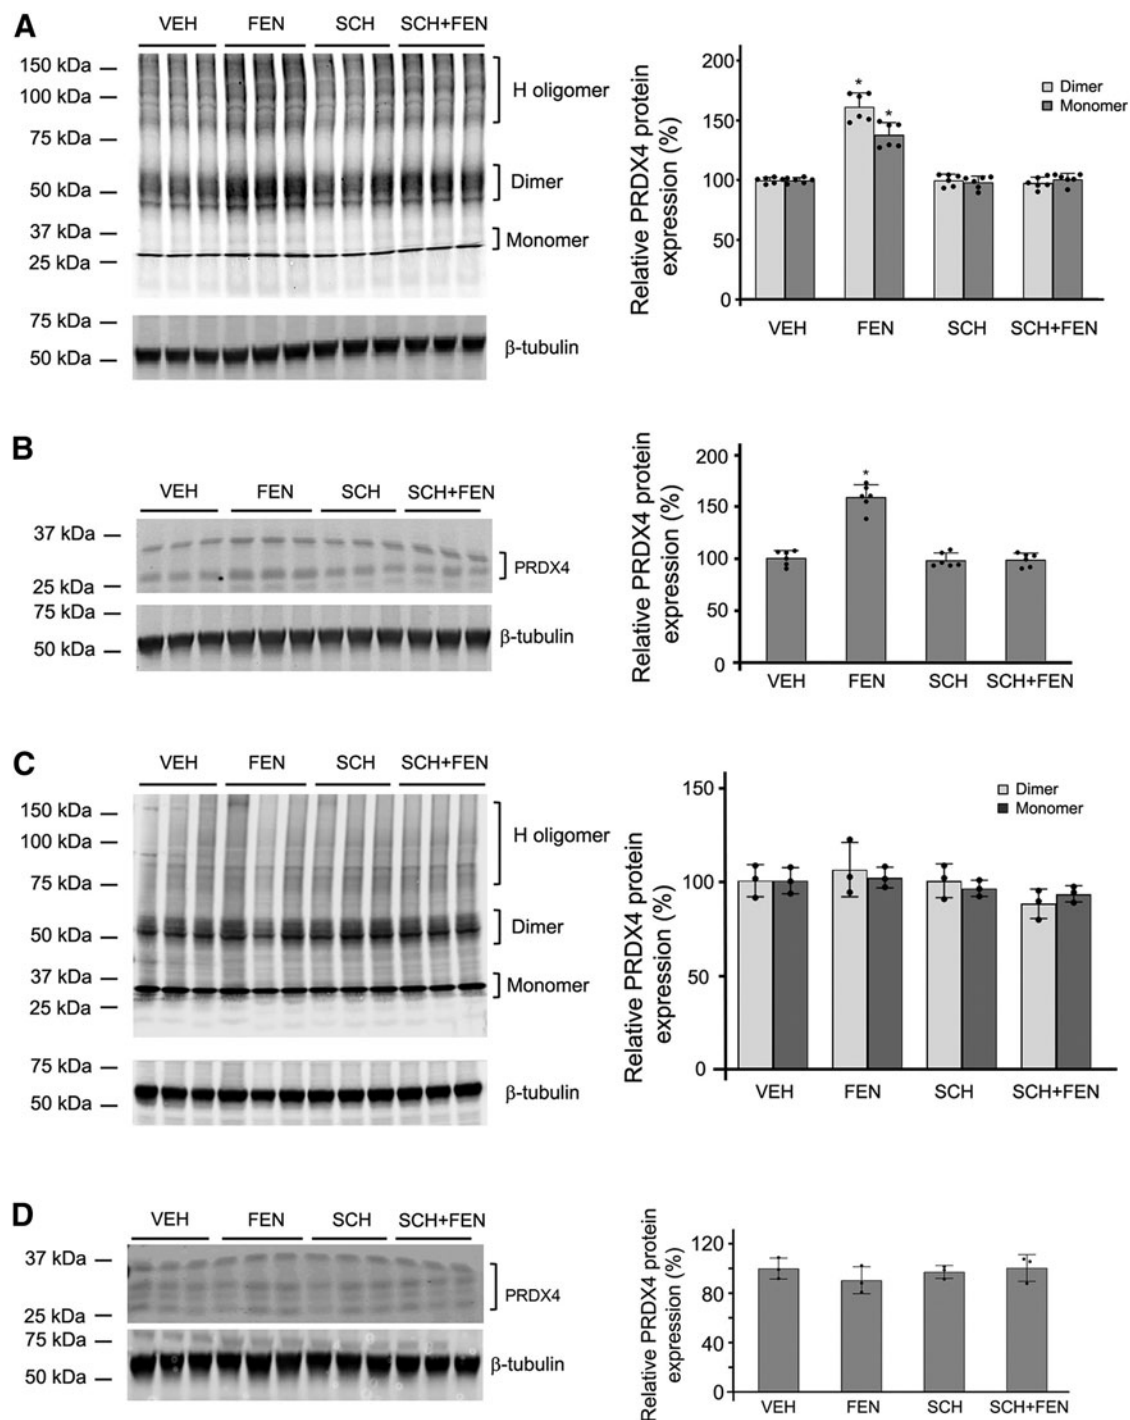 A
VEH FEN SCH SCH+FEN
150 kDa
100 kDa
75 kDa
50 kDa
37 kDa
25 kDa
H oligomer
Dimer
Monomer
75 kDa
50 kDa
β-tubulin
Relative PRDX4 protein
expression (%)
200
150
100
50
0
* *
Dimer
Monomer
VEH FEN SCH SCH+FEN
B
VEH FEN SCH SCH+FEN
37 kDa
25 kDa
PRDX4
75 kDa
50 kDa
β-tubulin
Relative PRDX4 protein
expression (%)
200
150
100
50
0
*
VEH FEN SCH SCH+FEN
C
VEH FEN SCH SCH+FEN
150 kDa
100 kDa
75 kDa
50 kDa
37 kDa
25 kDa
H oligomer
Dimer
Monomer
75 kDa
50 kDa
β-tubulin
Relative PRDX4 protein
expression (%)
150
100
50
0
Dimer
Monomer
VEH FEN SCH SCH+FEN
D
VEH FEN SCH SCH+FEN
37 kDa
25 kDa
PRDX4
75 kDa
50 kDa
β-tubulin
Relative PRDX4 protein
expression (%)
120
80
40
0
VEH FEN SCH SCH+FEN